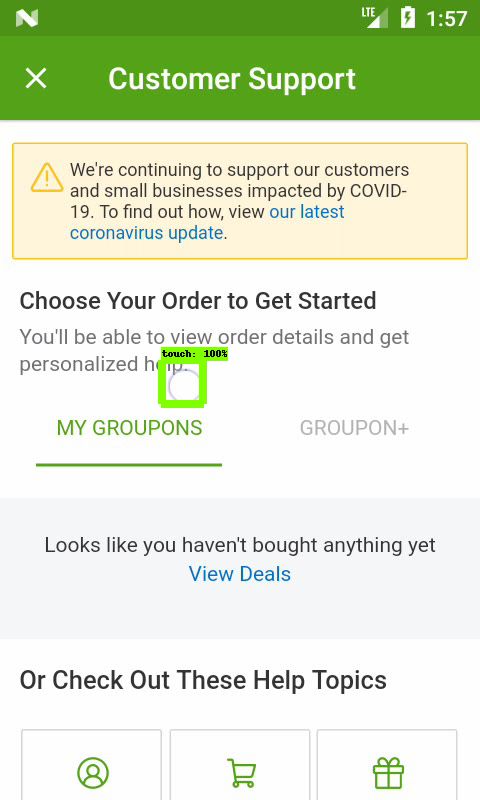 LTE 1:57
Customer Support
We're continuing to support our customers
and small businesses impacted by COVID-
19. To find out how, view our latest
coronavirus update.
Choose Your Order to Get Started
You'll be able to view order details and get
personalized help.
touch: 100%
MY GROUPONS GROUPON+
Looks like you haven't bought anything yet
View Deals
Or Check Out These Help Topics